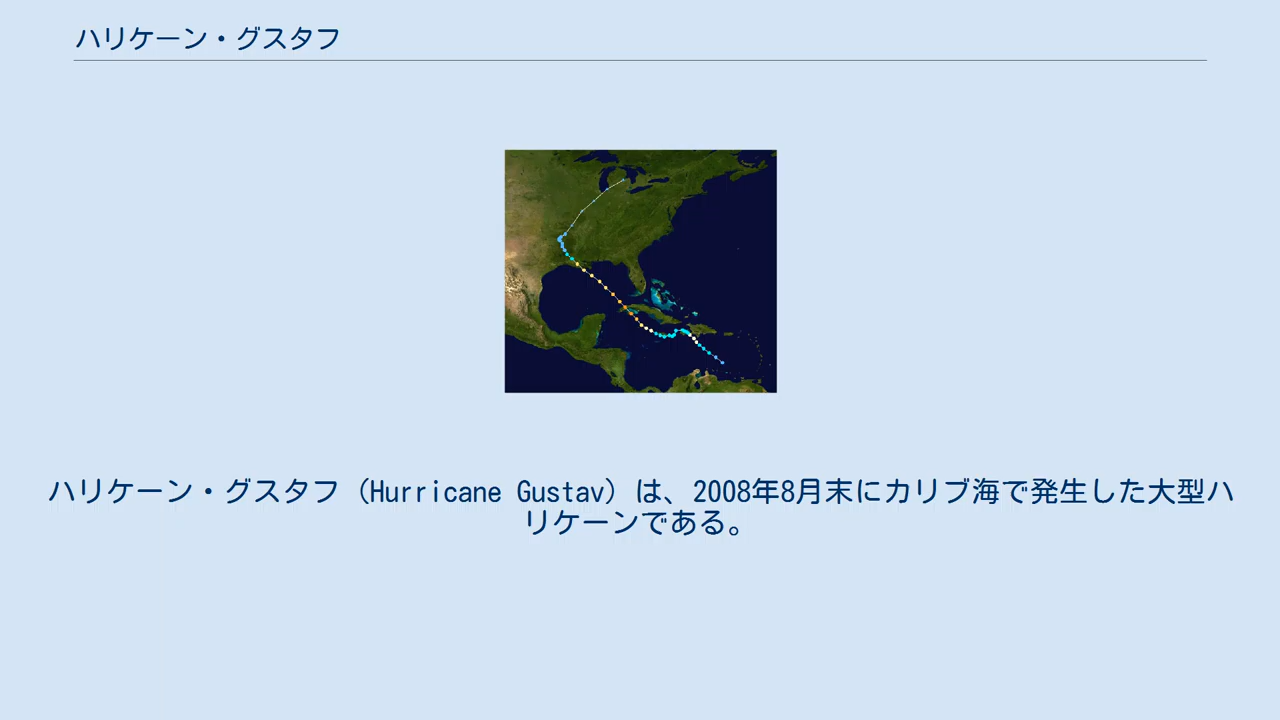 ハリケーン・グスタフ
ハリケーン・グスタフ（Hurricane Gustav）は、2008年8月末にカリブ海で発生した大型ハ
リケーンである。